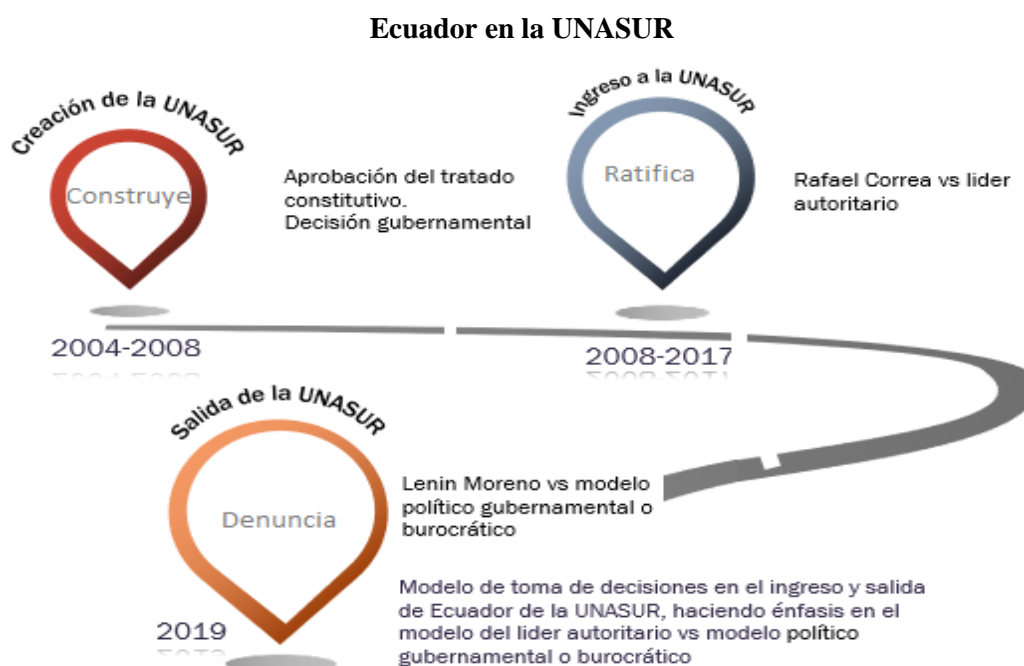 Ecuador en la UNASUR
Creación de la UNASUR
Construye
Aprobación del tratado
constitutivo.
Decisión gubernamental
2004-2008
Ingreso a la UNASUR
Ratifica
Rafael Correa vs lider
autoritario
2008-2017
Salida de la UNASUR
Denuncia
Lenin Moreno vs modelo
político gubernamental o
burocrático
2019
Modelo de toma de decisiones en el ingreso y salida
de Ecuador de la UNASUR, haciendo énfasis en el
modelo del lider autoritario vs modelo político
gubernamental o burocrático